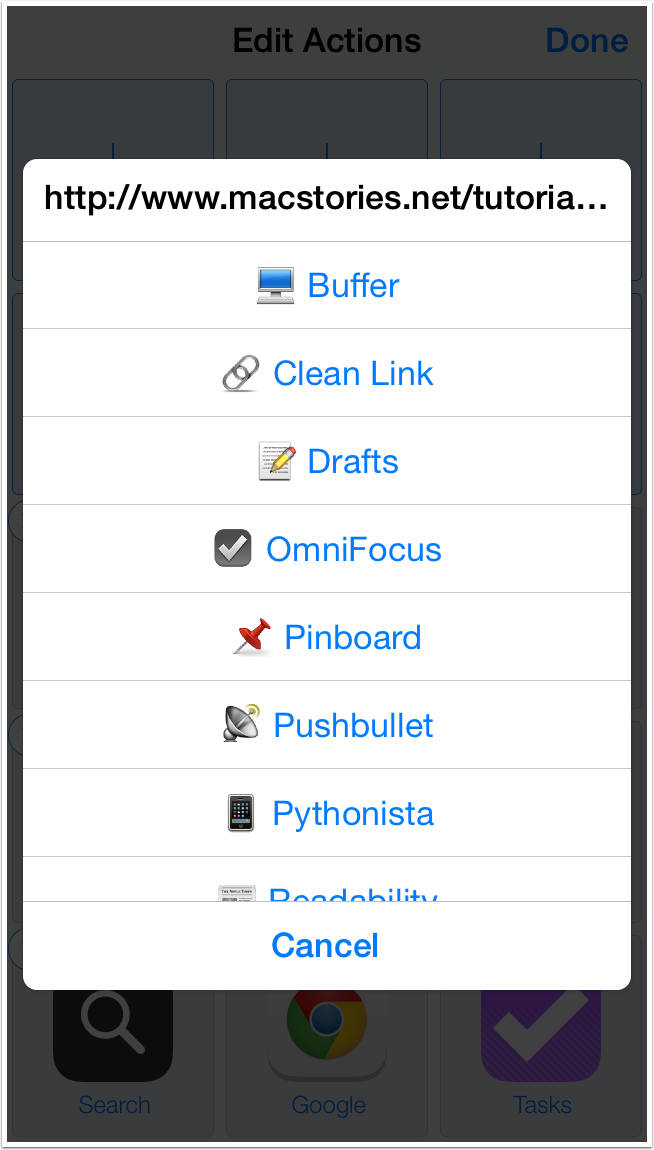 Edit Actions
Done
http://www.macstories.net/tutoria...
Buffer
Clean Link
Drafts
OmniFocus
Pinboard
Pushbullet
Pythonista
Readability
Cancel
Search
Google
Tasks